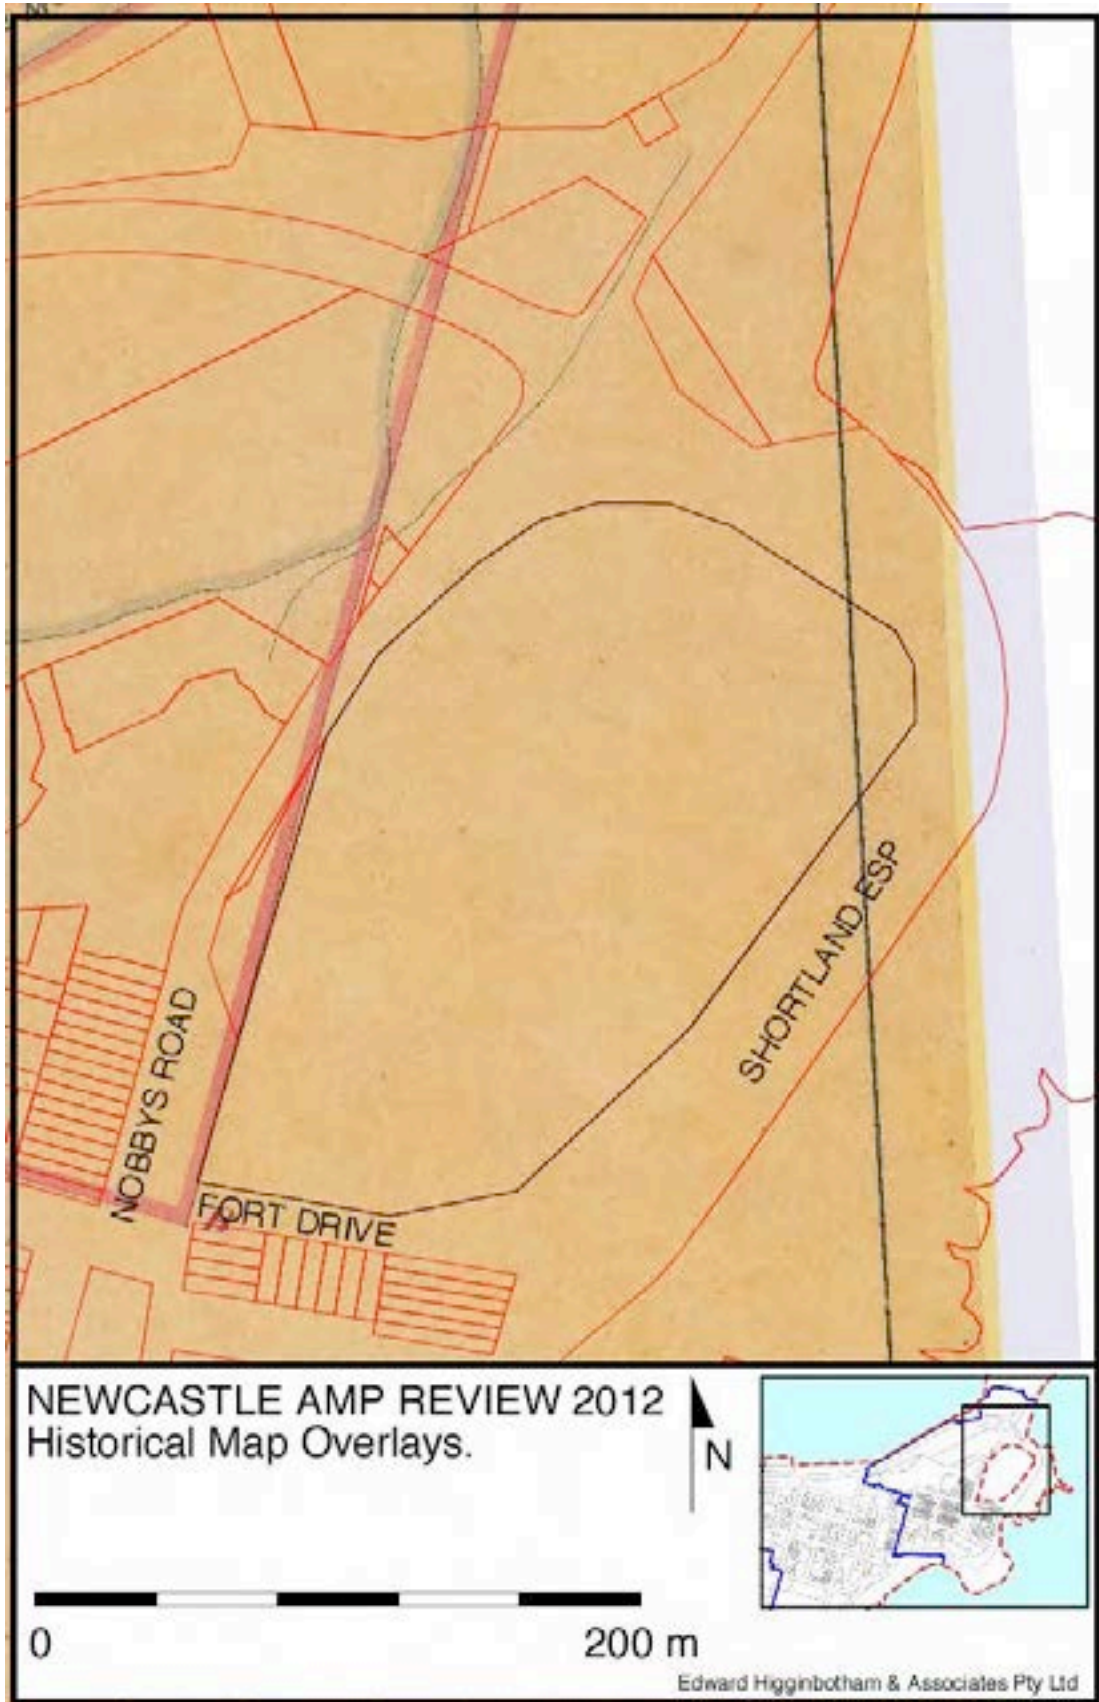 SHORTLAND ESP
NOBBYS ROAD
FORT DRIVE
NEWCASTLE AMP REVIEW 2012
Historical Map Overlays.
N
0
200 m
Edward Higginbotham & Associates Pty Ltd